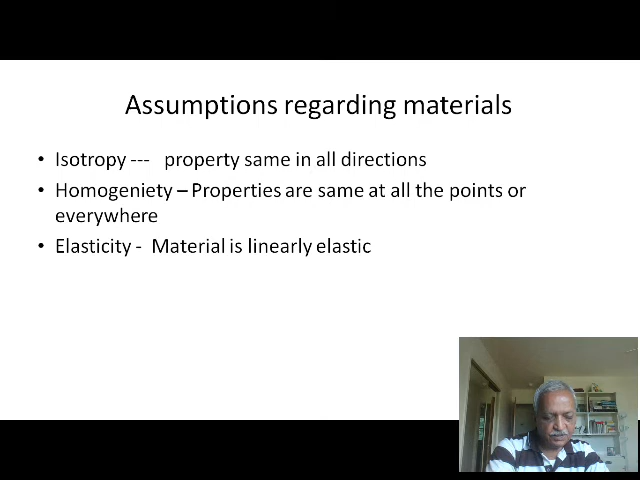 Assumptions regarding materials
• Isotropy --- property same in all directions
• Homogeniety – Properties are same at all the points or
everywhere
• Elasticity - Material is linearly elastic